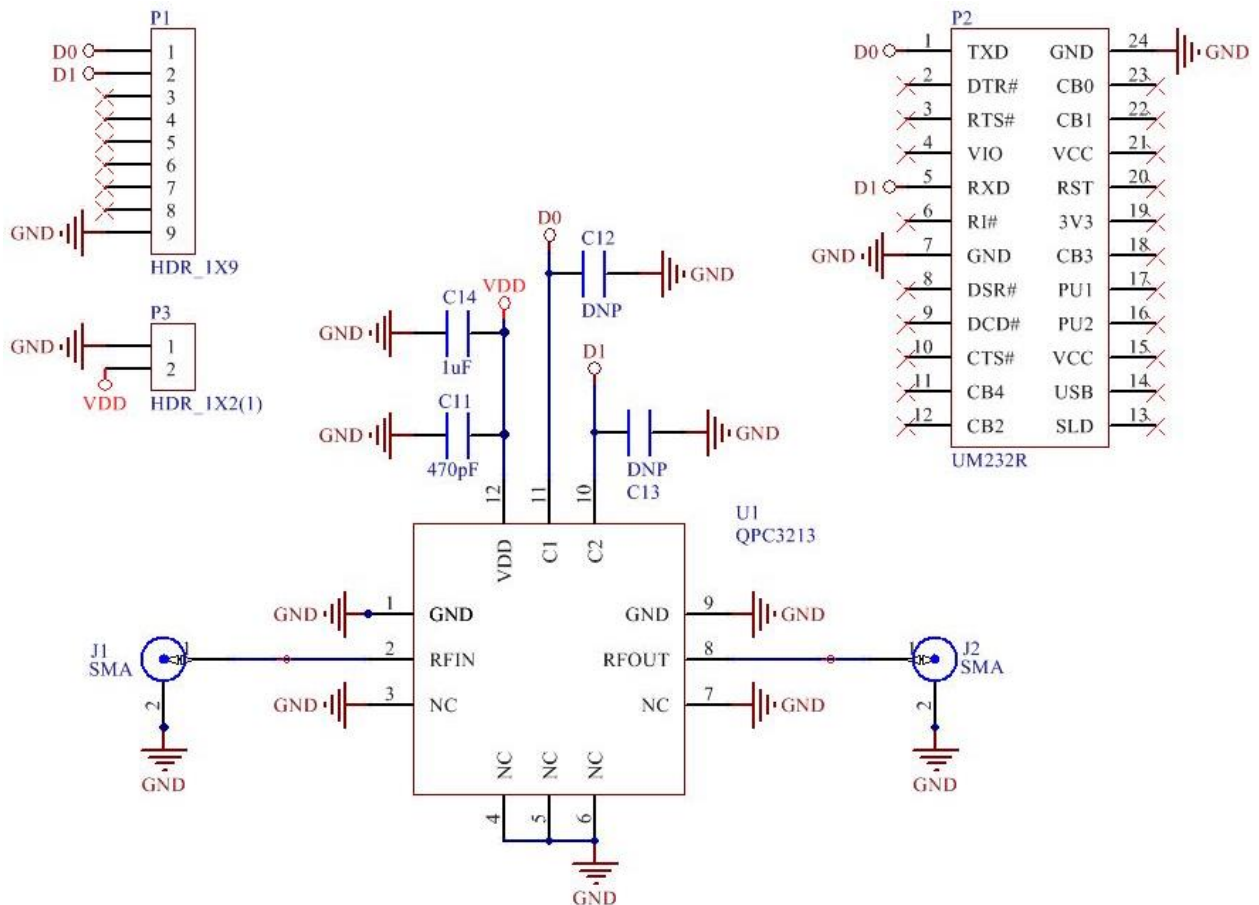 P1
D0 1
D1 2
3
4
5
6
7
8
GND 9
HDR_1X9
P3
GND 1
2
VDD
HDR_1X2(1)
P2
D0 1 TXD GND 24 GND
2 DTR# CB0 23
3 RTS# CB1 22
4 VIO VCC 21
D1 5 RXD RST 20
6 RI# 3V3 19
GND 7 GND CB3 18
8 DSR# PU1 17
9 DCD# PU2 16
10 CTS# VCC 15
11 CB4 USB 14
12 CB2 SLD 13
UM232R
D0
C12
GND
DNP
C14 VDD
GND
1uF
D1
C11
GND
470pF
GND
DNP
C13
12 11 10
U1
QPC3213
VDD C1 C2
GND 1 GND GND 9 GND
J1
SMA
1 2 RFIN RFOUT 8 1
J2
SMA
GND 3 NC NC 7 GND
2
GND
2
GND
NC NC NC
4 5 6
GND